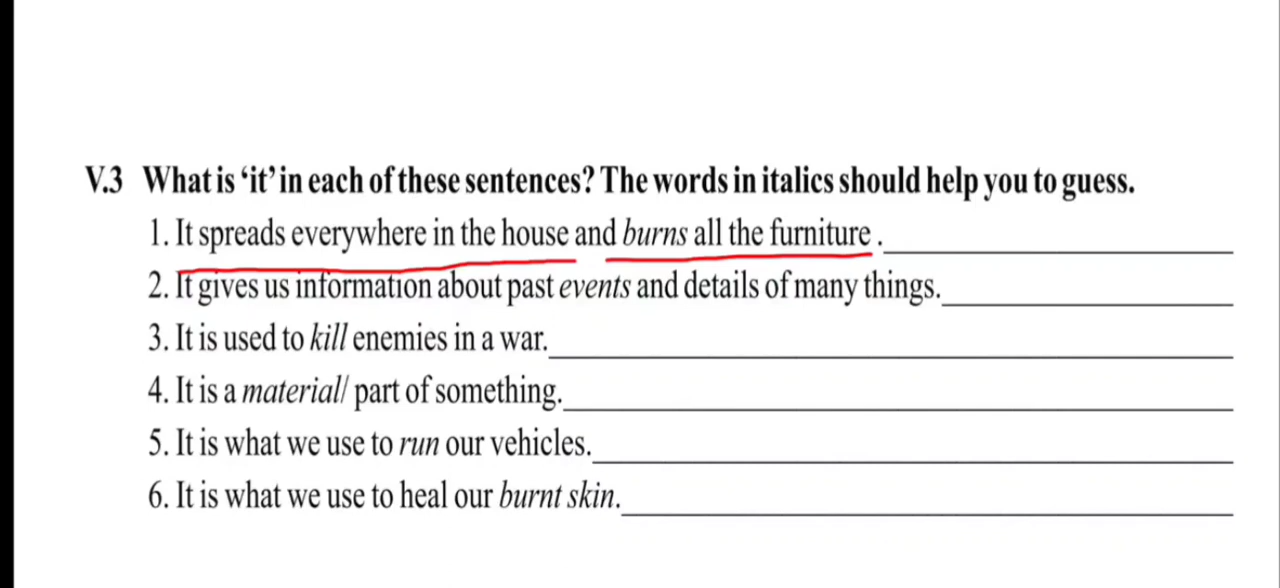 V.3 What is ‘it’ in each of these sentences? The words in italics should help you to guess.
1. It spreads everywhere in the house and burns all the furniture .
2. It gives us information about past events and details of many things.
3. It is used to kill enemies in a war.
4. It is a material/ part of something.
5. It is what we use to run our vehicles.
6. It is what we use to heal our burnt skin.